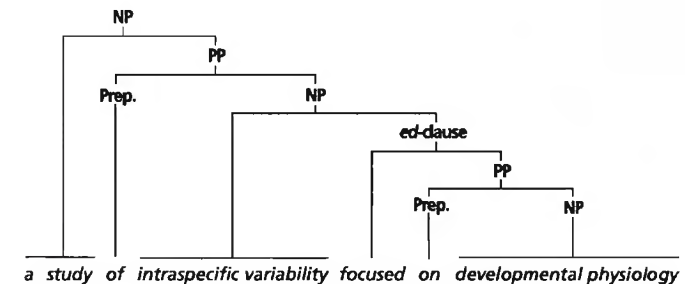 NP
PP
Prep. NP
ed-clause
PP
Prep. NP
a study of intraspecific variability focused on developmental physiology